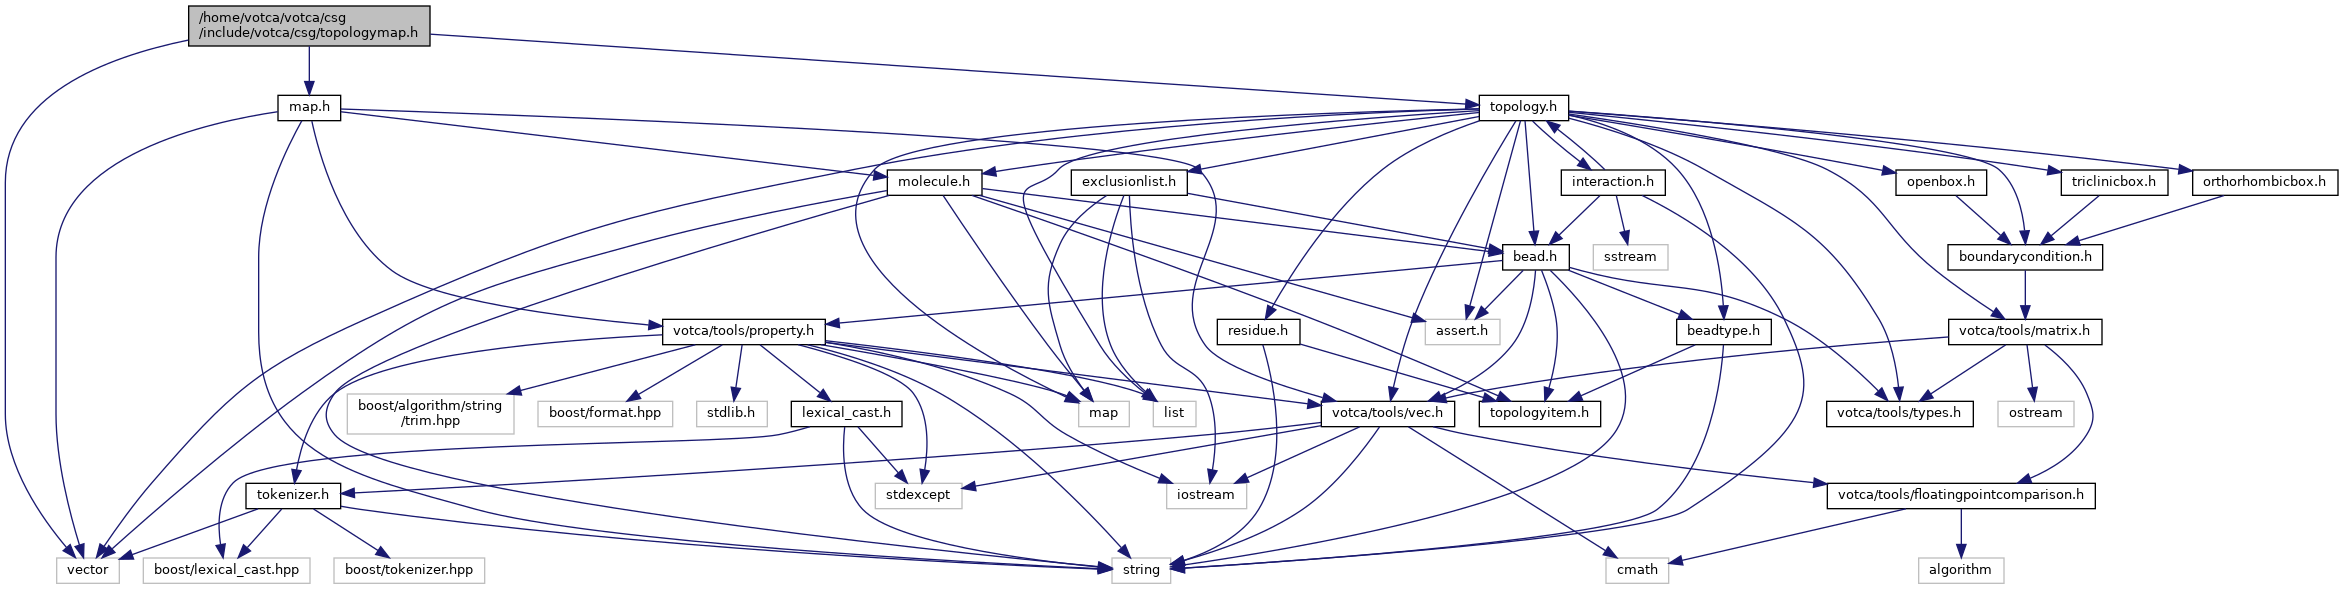 /home/votca/votca/csg
/include/votca/csg/topologymap.h
map.h
topology.h
molecule.h
exclusionlist.h
interaction.h
openbox.h
triclinicbox.h
orthorhombicbox.h
bead.h
sstream
boundarycondition.h
votca/tools/property.h
residue.h
assert.h
beadtype.h
votca/tools/matrix.h
boost/algorithm/string
/trim.hpp
boost/format.hpp
stdlib.h
lexical_cast.h
map
list
votca/tools/vec.h
topologyitem.h
votca/tools/types.h
ostream
tokenizer.h
stdexcept
iostream
votca/tools/floatingpointcomparison.h
vector
boost/lexical_cast.hpp
boost/tokenizer.hpp
string
cmath
algorithm